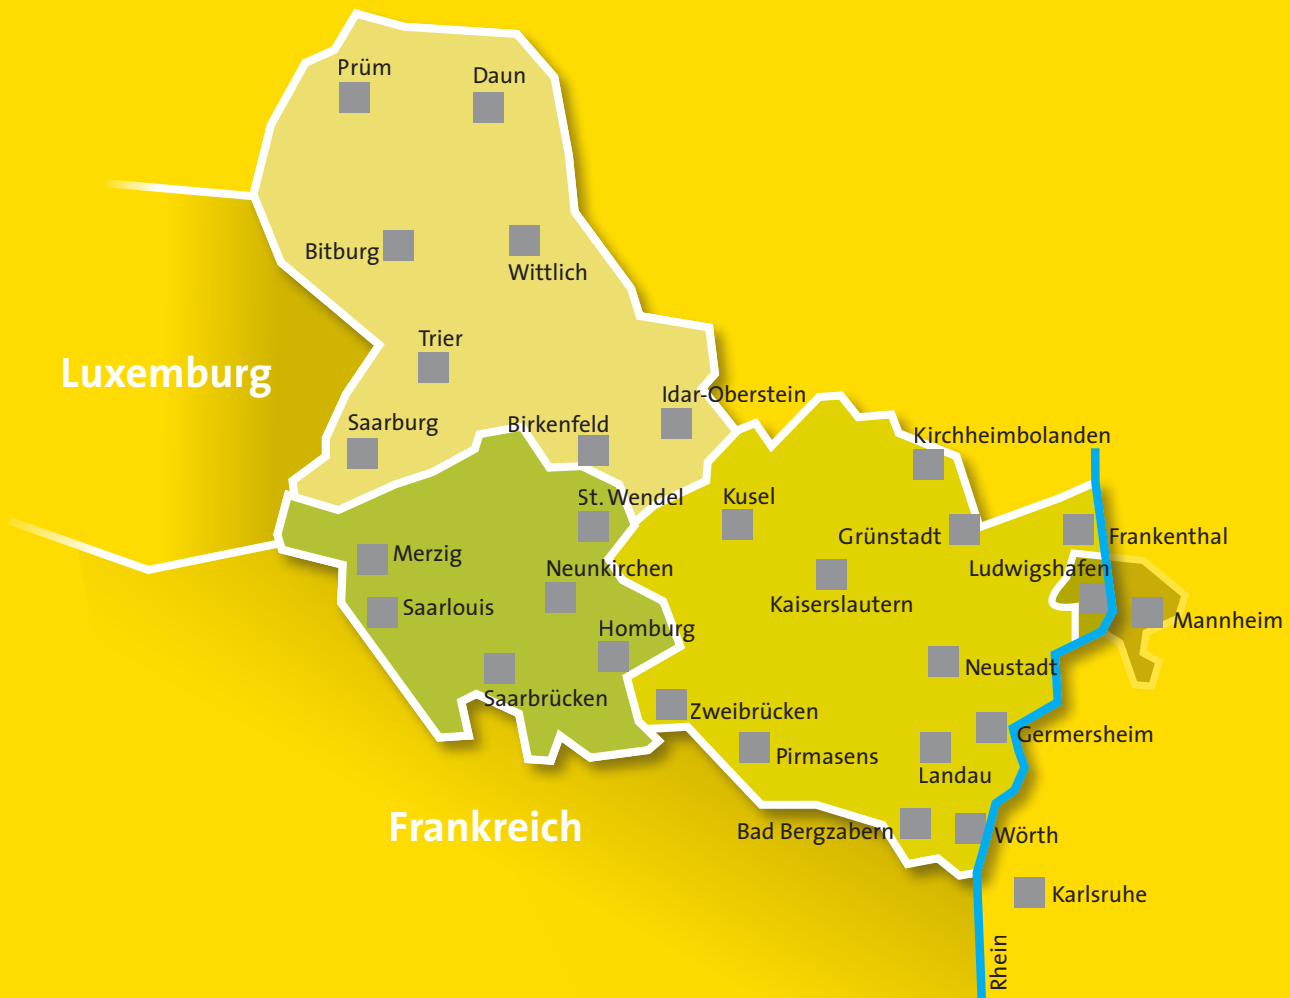 Prüm
Daun
Bitburg
Wittlich
Trier
Luxemburg
Idar-Oberstein
Saarburg
Birkenfeld
Kirchheimbolanden
St. Wendel
Kusel
Grünstadt
Frankenthal
Merzig
Neunkirchen
Ludwigshafen
Saarlouis
Kaiserslautern
Mannheim
Homburg
Neustadt
Saarbrücken
Zweibrücken
Germersheim
Pirmasens
Landau
Frankreich
Bad Bergzabern
Wörth
Karlsruhe
Rhein